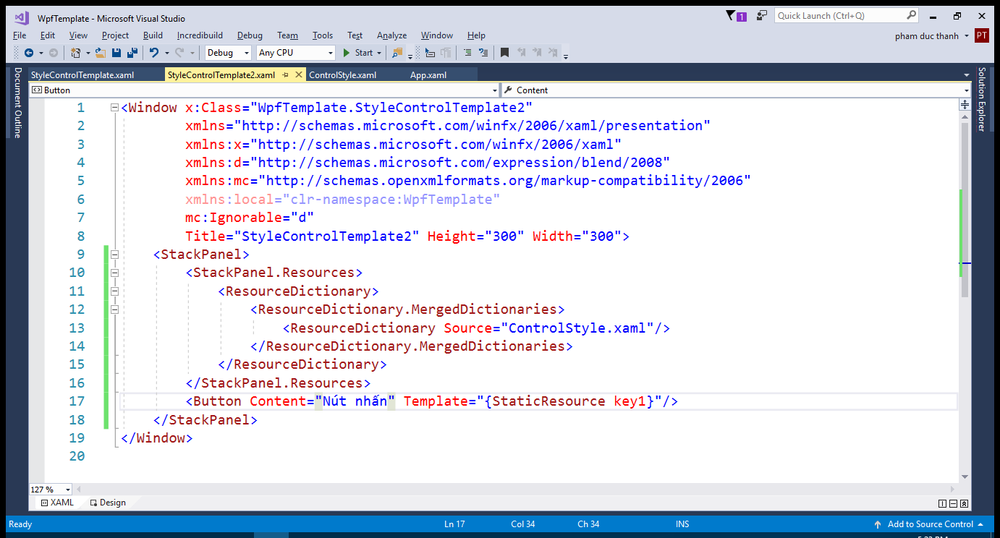 WpfTemplate - Microsoft Visual Studio
1
Quick Launch (Ctrl+Q)
File Edit View Project Build Incredibuild Debug Team Tools Test Analyze Window Help
pham duc thanh PT
Debug Any CPU Start
Document Outline
StyleControlTemplate.xaml StyleControlTemplate2.xaml ControlStyle.xaml App.xaml
Solution Explorer
Button Content
1 <Window x:Class="WpfTemplate.StyleControlTemplate2"
2 xmlns="http://schemas.microsoft.com/winfx/2006/xaml/presentation"
3 xmlns:x="http://schemas.microsoft.com/winfx/2006/xaml"
4 xmlns:d="http://schemas.microsoft.com/expression/blend/2008"
5 xmlns:mc="http://schemas.openxmlformats.org/markup-compatibility/2006"
6 xmlns:local="clr-namespace:WpfTemplate"
7 mc:Ignorable="d"
8 Title="StyleControlTemplate2" Height="300" Width="300">
9 <StackPanel>
10 <StackPanel.Resources>
11 <ResourceDictionary>
12 <ResourceDictionary.MergedDictionaries>
13 <ResourceDictionary Source="ControlStyle.xaml"/>
14 </ResourceDictionary.MergedDictionaries>
15 </ResourceDictionary>
16 </StackPanel.Resources>
17 <Button Content="Nút nhấn" Template="{StaticResource key1}"/>
18 </StackPanel>
19 </Window>
20
127 %
XAML Design
Ready Ln 17 Col 34 Ch 34 INS Add to Source Control